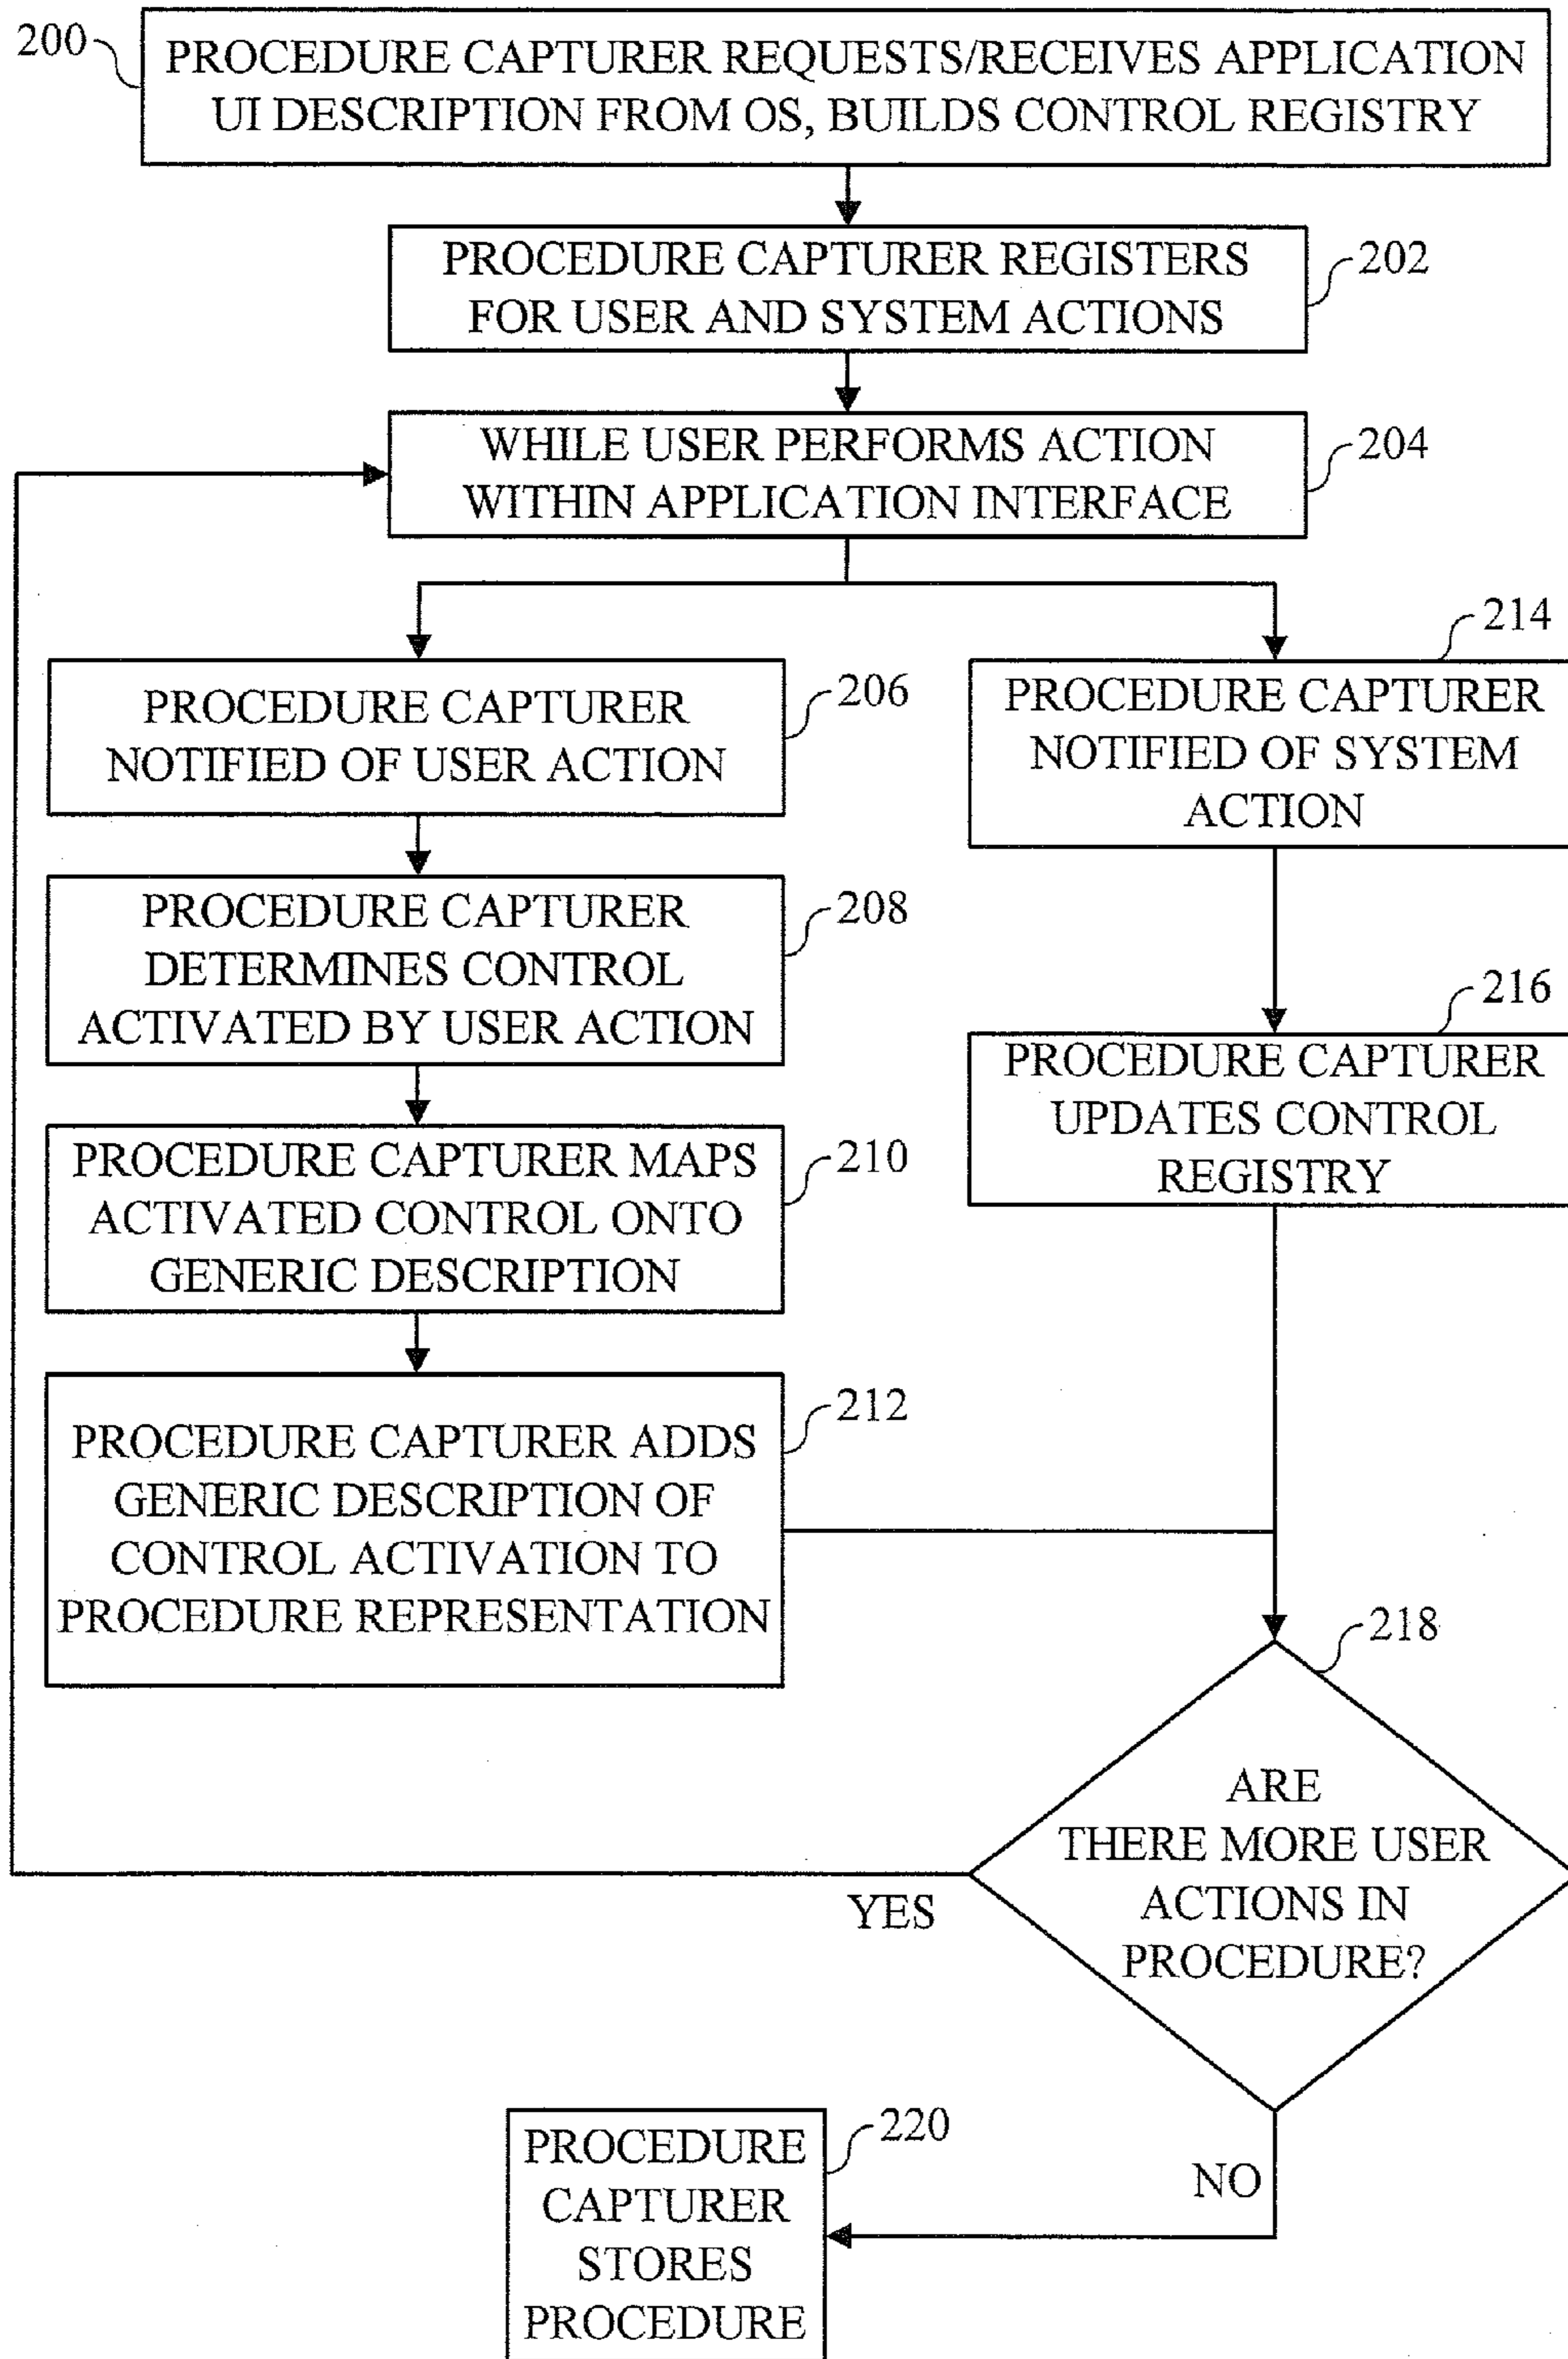 200
PROCEDURE CAPTURER REQUESTS/RECEIVES APPLICATION
UI DESCRIPTION FROM OS, BUILDS CONTROL REGISTRY
PROCEDURE CAPTURER REGISTERS
FOR USER AND SYSTEM ACTIONS
202
WHILE USER PERFORMS ACTION
WITHIN APPLICATION INTERFACE
204
PROCEDURE CAPTURER
NOTIFIED OF USER ACTION
206
PROCEDURE CAPTURER
DETERMINES CONTROL
ACTIVATED BY USER ACTION
208
PROCEDURE CAPTURER MAPS
ACTIVATED CONTROL ONTO
GENERIC DESCRIPTION
210
PROCEDURE CAPTURER ADDS
GENERIC DESCRIPTION OF
CONTROL ACTIVATION TO
PROCEDURE REPRESENTATION
212
214
PROCEDURE CAPTURER
NOTIFIED OF SYSTEM
ACTION
216
PROCEDURE CAPTURER
UPDATES CONTROL
REGISTRY
218
ARE
THERE MORE USER
ACTIONS IN
PROCEDURE?
YES
NO
220
PROCEDURE
CAPTURER
STORES
PROCEDURE